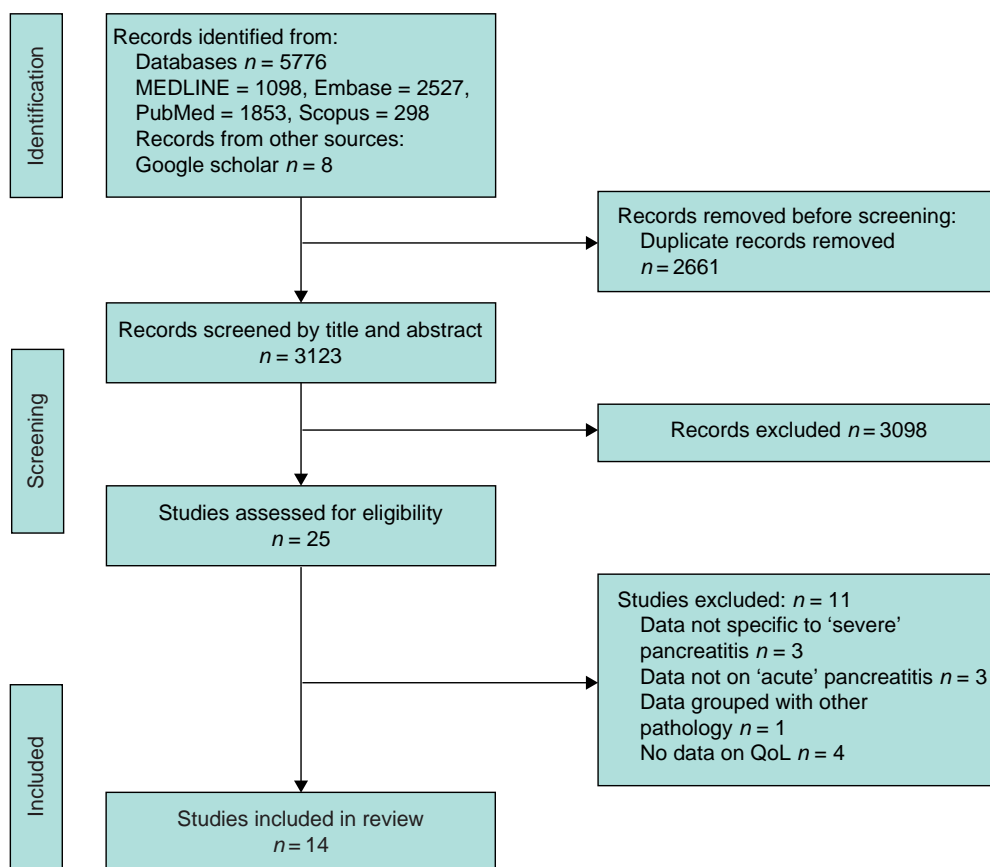 Identification
Records identified from:
Databases n = 5776
MEDLINE = 1098, Embase = 2527,
PubMed = 1853, Scopus = 298
Records from other sources:
Google scholar n = 8
Records removed before screening:
Duplicate records removed
n = 2661
Screening
Records screened by title and abstract
n = 3123
Records excluded n = 3098
Studies assessed for eligibility
n = 25
Studies excluded: n = 11
Data not specific to ‘severe’
pancreatitis n = 3
Data not on ‘acute’ pancreatitis n = 3
Data grouped with other
pathology n = 1
No data on QoL n = 4
Included
Studies included in review
n = 14